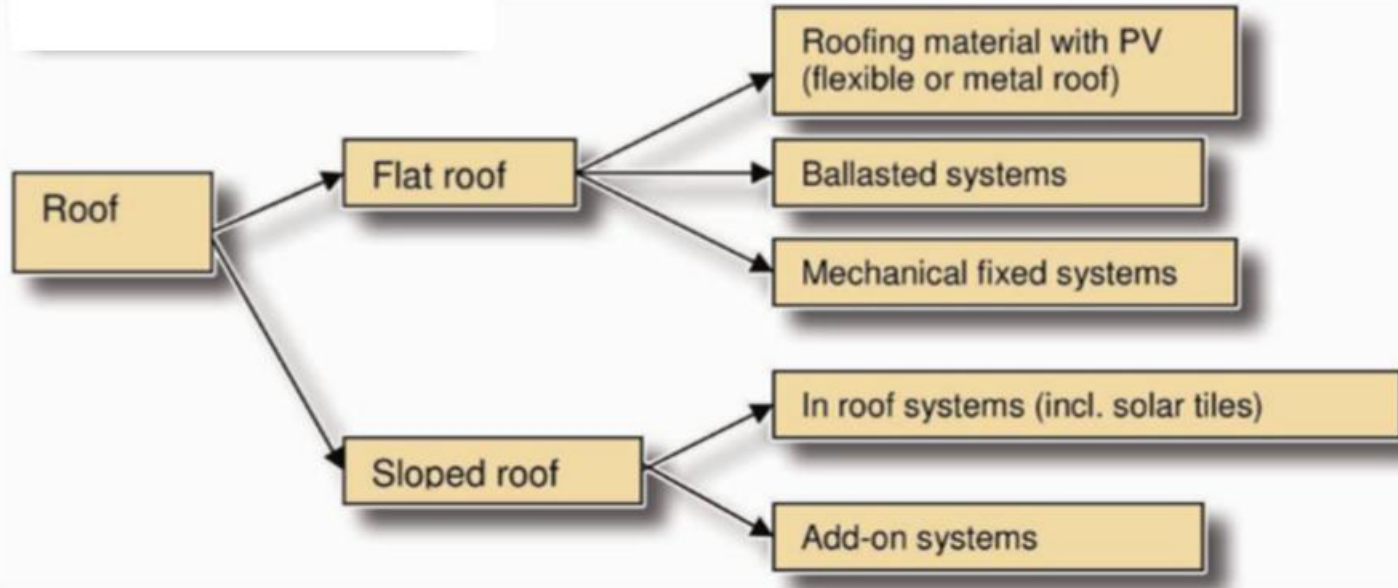 Roof
Flat roof
Roofing material with PV
(flexible or metal roof)
Ballasted systems
Mechanical fixed systems
Sloped roof
In roof systems (incl. solar tiles)
Add-on systems